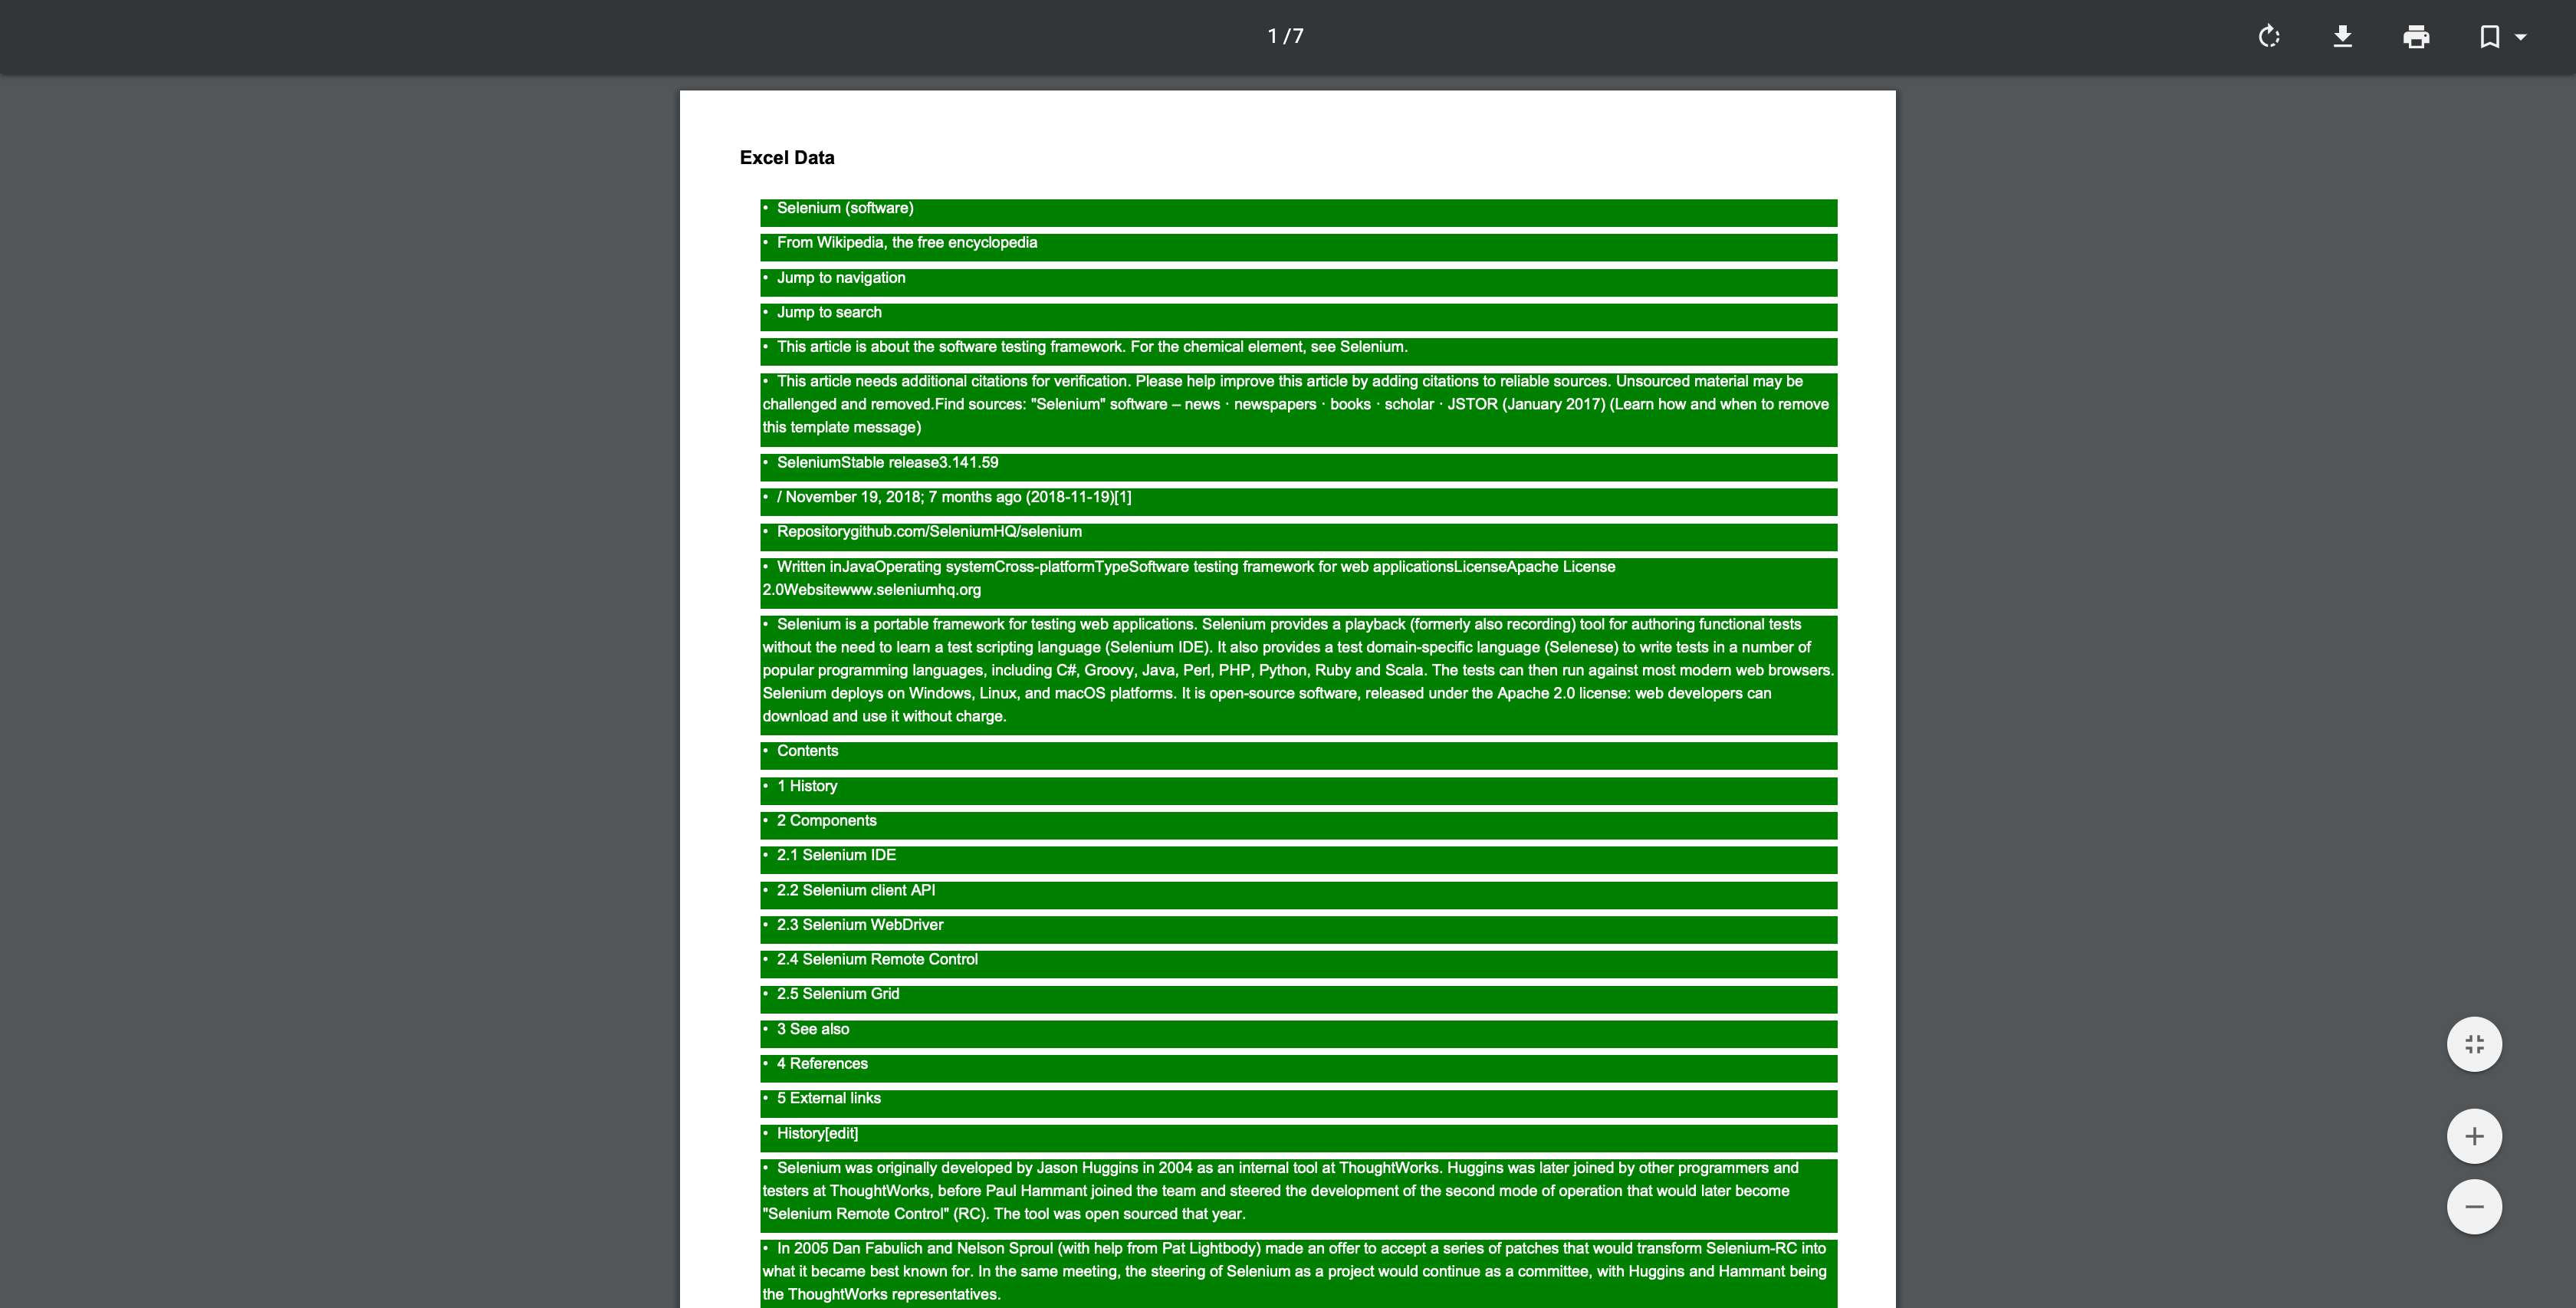 1 / 7
Excel Data
• Selenium (software)
• From Wikipedia, the free encyclopedia
• Jump to navigation
• Jump to search
• This article is about the software testing framework. For the chemical element, see Selenium.
• This article needs additional citations for verification. Please help improve this article by adding citations to reliable sources. Unsourced material may be
challenged and removed.Find sources: "Selenium" software – news · newspapers · books · scholar · JSTOR (January 2017) (Learn how and when to remove
this template message)
• SeleniumStable release3.141.59
• / November 19, 2018; 7 months ago (2018-11-19)[1]
• Repositorygithub.com/SeleniumHQ/selenium
• Written inJavaOperating systemCross-platformTypeSoftware testing framework for web applicationsLicenseApache License
2.0Websitewww.seleniumhq.org
• Selenium is a portable framework for testing web applications. Selenium provides a playback (formerly also recording) tool for authoring functional tests
without the need to learn a test scripting language (Selenium IDE). It also provides a test domain-specific language (Selenese) to write tests in a number of
popular programming languages, including C#, Groovy, Java, Perl, PHP, Python, Ruby and Scala. The tests can then run against most modern web browsers.
Selenium deploys on Windows, Linux, and macOS platforms. It is open-source software, released under the Apache 2.0 license: web developers can
download and use it without charge.
• Contents
• 1 History
• 2 Components
• 2.1 Selenium IDE
• 2.2 Selenium client API
• 2.3 Selenium WebDriver
• 2.4 Selenium Remote Control
• 2.5 Selenium Grid
• 3 See also
• 4 References
• 5 External links
• History[edit]
• Selenium was originally developed by Jason Huggins in 2004 as an internal tool at ThoughtWorks. Huggins was later joined by other programmers and
testers at ThoughtWorks, before Paul Hammant joined the team and steered the development of the second mode of operation that would later become
"Selenium Remote Control" (RC). The tool was open sourced that year.
• In 2005 Dan Fabulich and Nelson Sproul (with help from Pat Lightbody) made an offer to accept a series of patches that would transform Selenium-RC into
what it became best known for. In the same meeting, the steering of Selenium as a project would continue as a committee, with Huggins and Hammant being
the ThoughtWorks representatives.